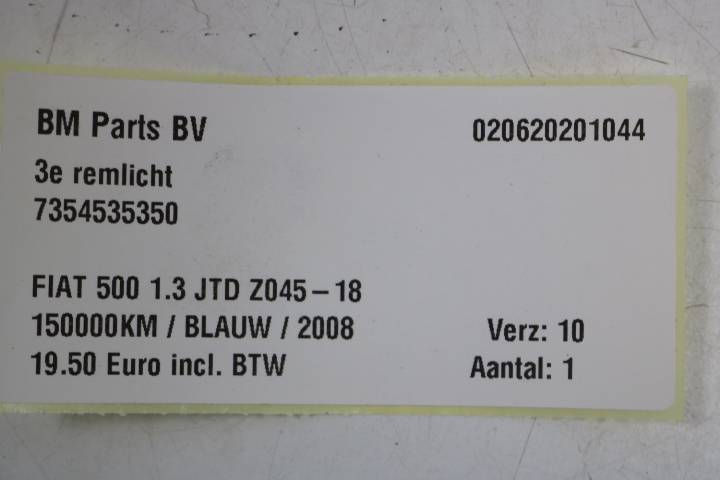 BM Parts BV 020620201044
3e remlicht
7354535350
FIAT 500 1.3 JTD Z045-18
150000KM / BLAUW / 2008 Verz: 10
19.50 Euro incl. BTW Aantal: 1